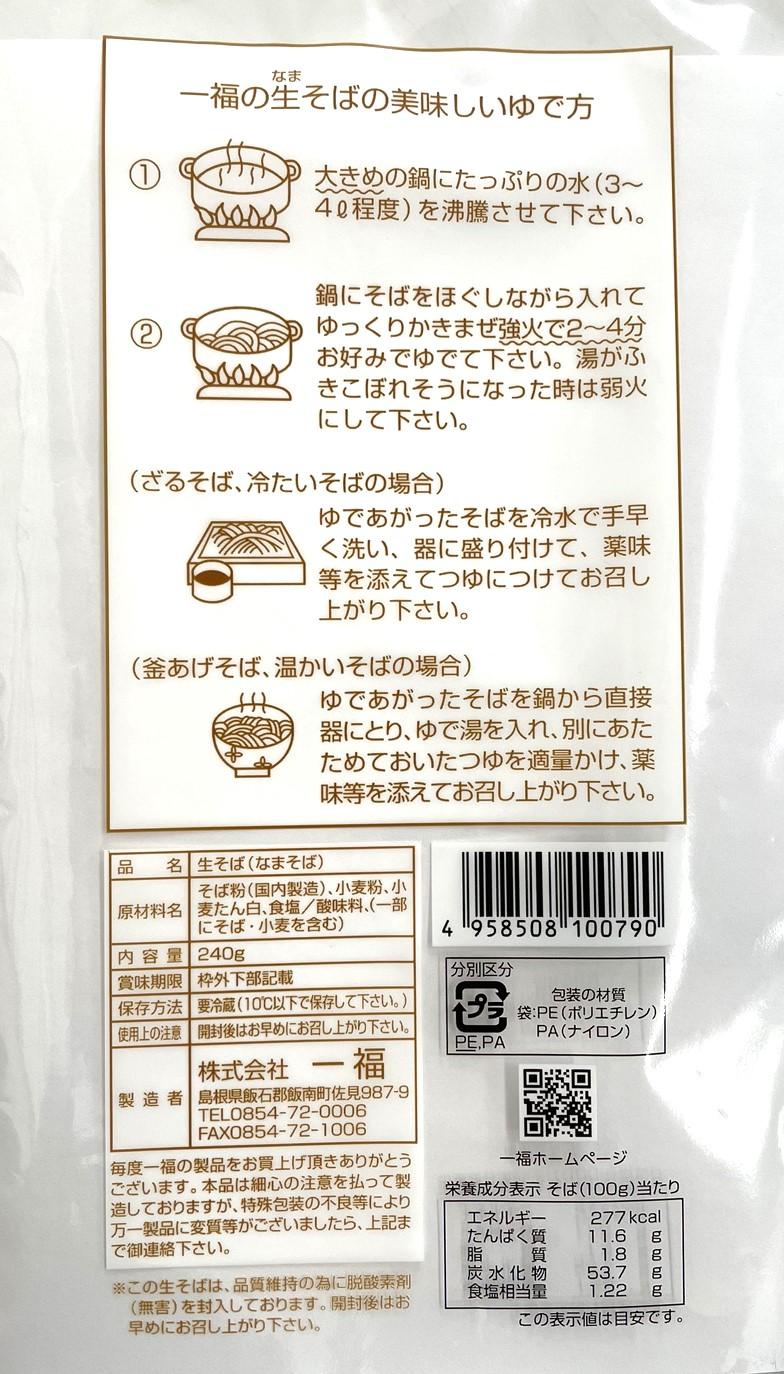 なま
一福の生そばの美味しいゆで方
①
大きめの鍋にたっぷりの水(3〜
4ℓ程度)を沸騰させて下さい。
②
鍋にそばをほぐしながら入れて
ゆっくりかきまぜ強火で2〜4分
お好みでゆでて下さい。湯がふ
きこぼれそうになった時は弱火
にして下さい。
(ざるそば、冷たいそばの場合)
ゆであがったそばを冷水で手早
く洗い、器に盛り付けて、薬味
等を添えてつゆにつけてお召し
上がり下さい。
(釜あげそば、温かいそばの場合)
ゆであがったそばを鍋から直接
器にとり、ゆで湯を入れ、別にあた
ためておいたつゆを適量かけ、薬
味等を添えてお召し上がり下さい。
品名 生そば(なまそば)
原材料名 そば粉(国内製造)、小麦粉、小
麦たん白、食塩/酸味料、(一部
にそば・小麦を含む)
内容量 240g
賞味期限 枠外下部記載
保存方法 要冷蔵(10℃以下で保存して下さい。)
使用上の注意 開封後はお早めにお召し上がり下さい。
製造者 株式会社 一福
島根県飯石郡飯南町佐見987-9
TEL0854-72-0006
FAX0854-72-1006
毎度一福の製品をお買上げ頂きありがとう
ございます。本品は細心の注意を払って製
造しておりますが、特殊包装の不良等により
万一製品に変質等がございましたら、上記ま
で御連絡下さい。
※この生そばは、品質維持の為に脱酸素剤
(無害)を封入しております。開封後はお
早めにお召し上がり下さい。
4 958508 100790
分別区分
プラ
PE,PA
包装の材質
袋:PE(ポリエチレン)
PA(ナイロン)
一福ホームページ
栄養成分表示 そば(100g)当たり
エネルギー 277kcal
たんぱく質 11.6 g
脂質 1.8 g
炭水化物 53.7 g
食塩相当量 1.22 g
この表示値は目安です。